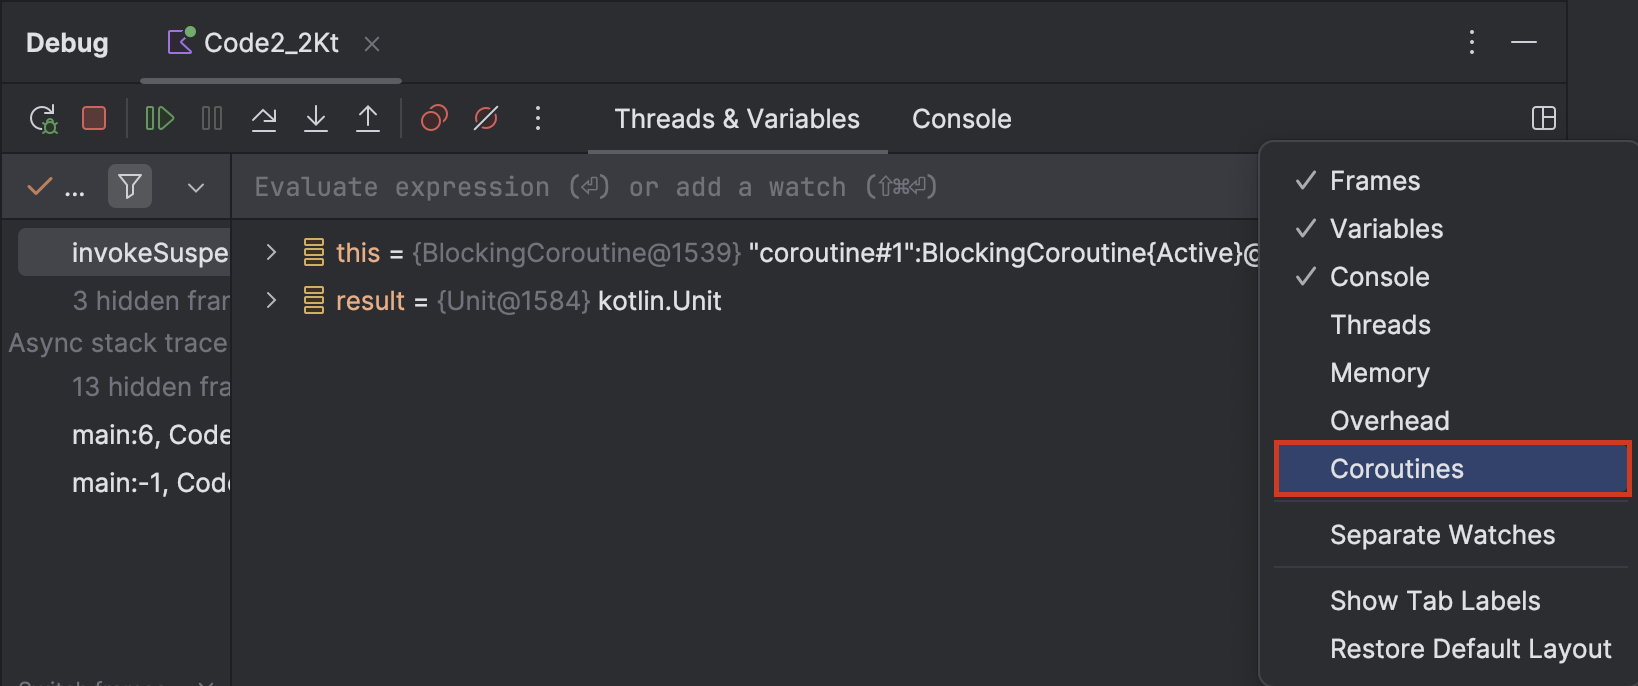 Debug Code2_2Kt
Threads & Variables Console
... Evaluate expression (⏎) or add a watch (⇧⌘⏎)
invokeSuspe
3 hidden fran
Async stack trace
13 hidden fra
main:6, Code
main:-1, Code
this = {BlockingCoroutine@1539} "coroutine#1":BlockingCoroutine{Active}@
result = {Unit@1584} kotlin.Unit
Frames
Variables
Console
Threads
Memory
Overhead
Coroutines
Separate Watches
Show Tab Labels
Restore Default Layout